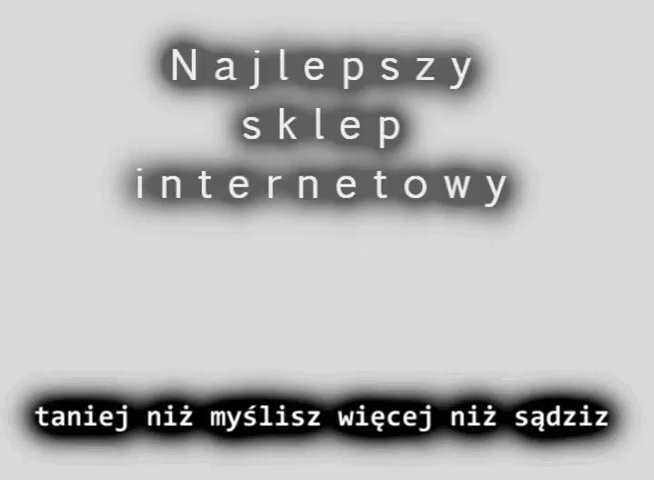 Najlepszy
sklep
internetowy
taniej niż myślisz więcej niż sądziz